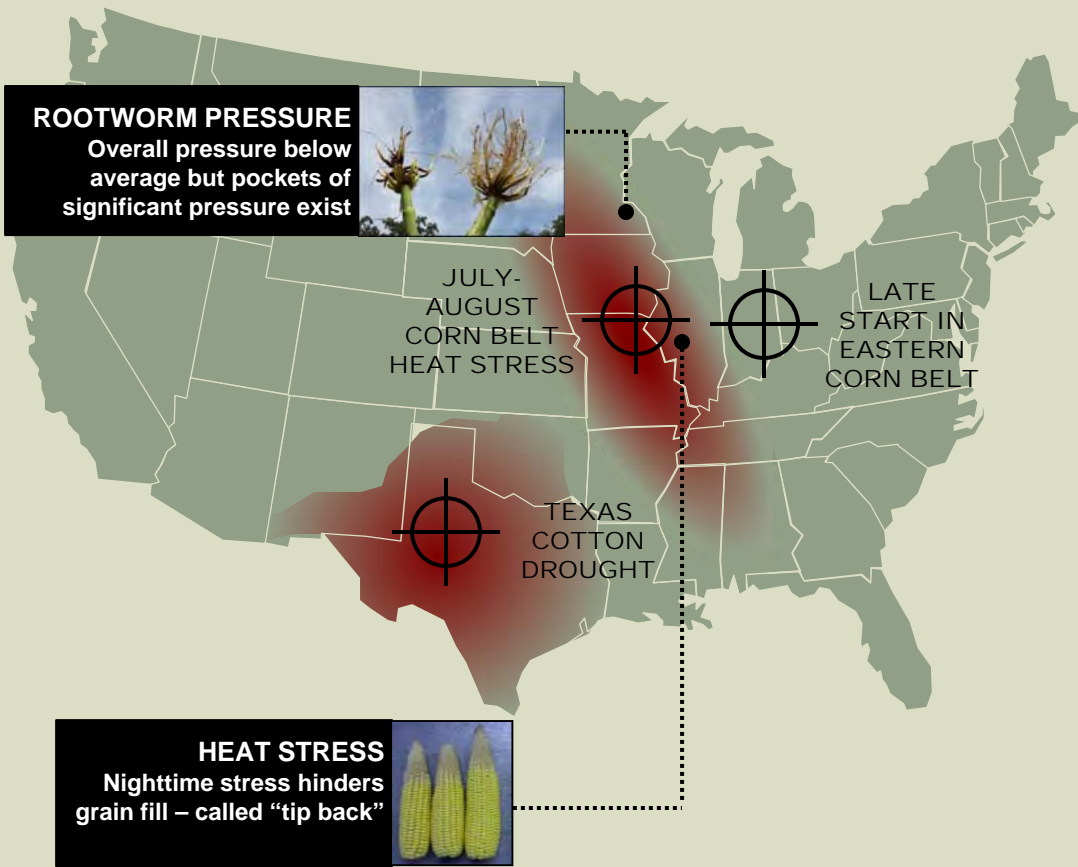 ROOTWORM PRESSURE
Overall pressure below
average but pockets of
significant pressure exist
JULY-
AUGUST
CORN BELT
HEAT STRESS
LATE
START IN
EASTERN
CORN BELT
TEXAS
COTTON
DROUGHT
HEAT STRESS
Nighttime stress hinders
grain fill – called “tip back”